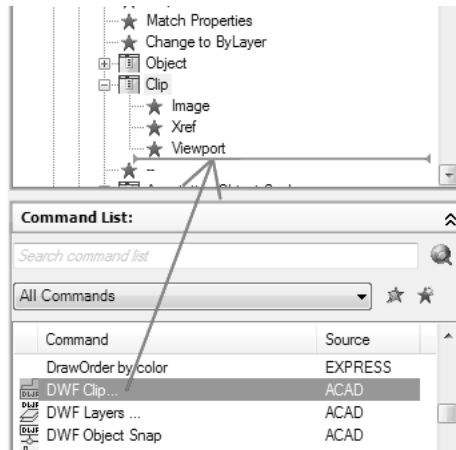 Match Properties
Change to ByLayer
Object
Clip
Image
Xref
Viewport
--
Command List:
Search command list
All Commands
Command Source
DrawOrder by color EXPRESS
DWF Clip... ACAD
DWF Layers ... ACAD
DWF Object Snap ACAD